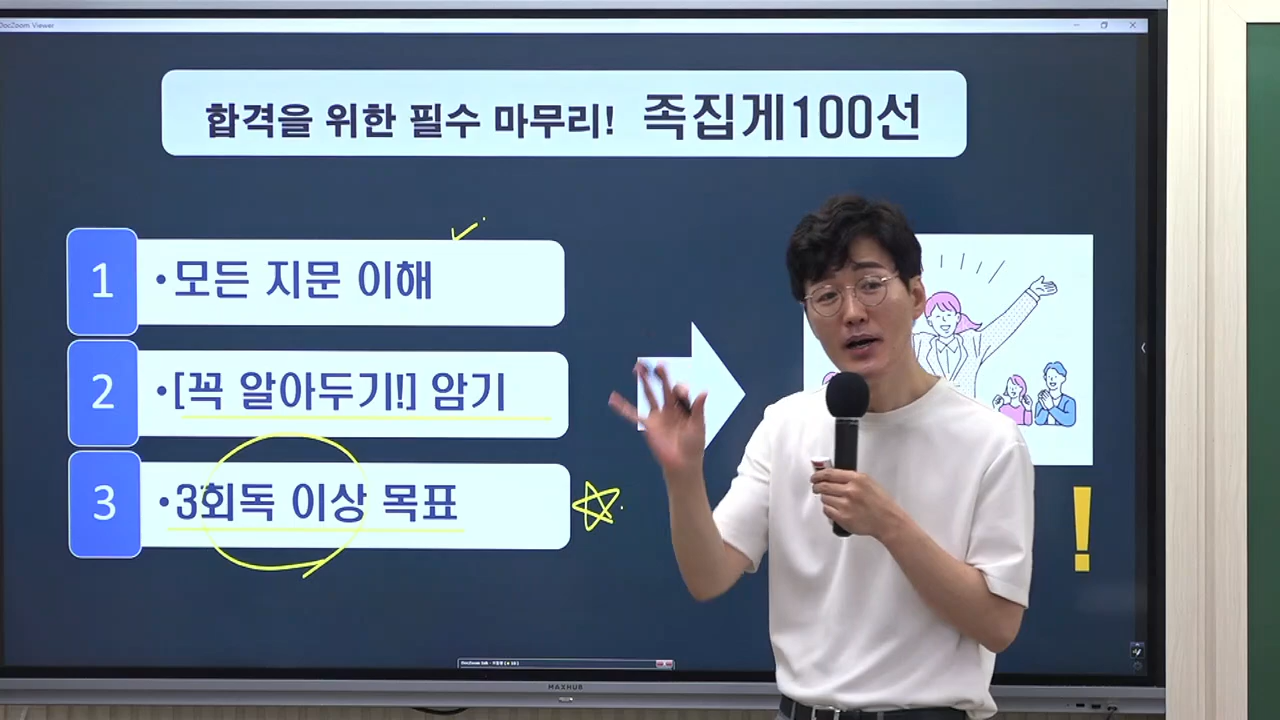 DocZoom Viewer
합격을 위한 필수 마무리! 족집게100선
1
•모든 지문 이해
2
•[꼭 알아두기!] 암기
3
•3회독 이상 목표
!
MAXHUB